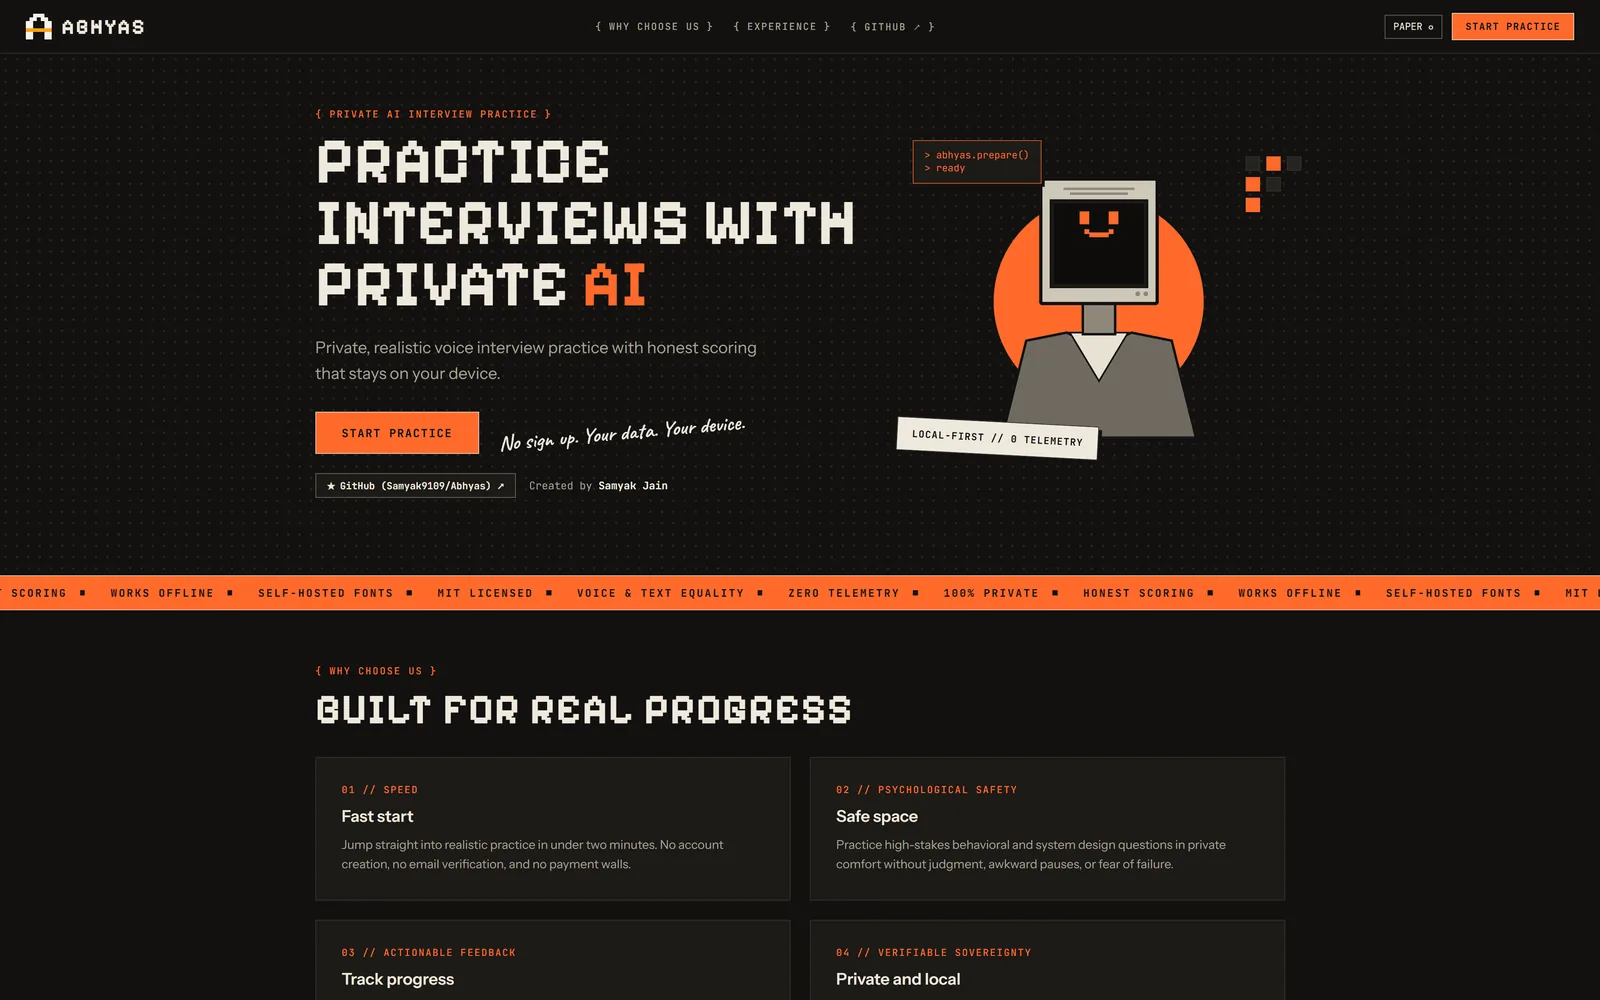 ABHYAS
{ WHY CHOOSE US }
{ EXPERIENCE }
{ GITHUB ↗ }
PAPER
START PRACTICE
{ PRIVATE AI INTERVIEW PRACTICE }
PRACTICE
INTERVIEWS WITH
PRIVATE AI
Private, realistic voice interview practice with honest scoring
that stays on your device.
START PRACTICE
No sign up. Your data. Your device.
★ GitHub (Samyak9109/Abhyas) ↗
Created by Samyak Jain
> abhyas.prepare()
> ready
LOCAL-FIRST // 0 TELEMETRY
SCORING ▪ WORKS OFFLINE ▪ SELF-HOSTED FONTS ▪ MIT LICENSED ▪ VOICE & TEXT EQUALITY ▪ ZERO TELEMETRY ▪ 100% PRIVATE ▪ HONEST SCORING ▪ WORKS OFFLINE ▪ SELF-HOSTED FONTS ▪ MIT
{ WHY CHOOSE US }
BUILT FOR REAL PROGRESS
01 // SPEED
Fast start
Jump straight into realistic practice in under two minutes. No account
creation, no email verification, and no payment walls.
02 // PSYCHOLOGICAL SAFETY
Safe space
Practice high-stakes behavioral and system design questions in private
comfort without judgment, awkward pauses, or fear of failure.
03 // ACTIONABLE FEEDBACK
Track progress
04 // VERIFIABLE SOVEREIGNTY
Private and local